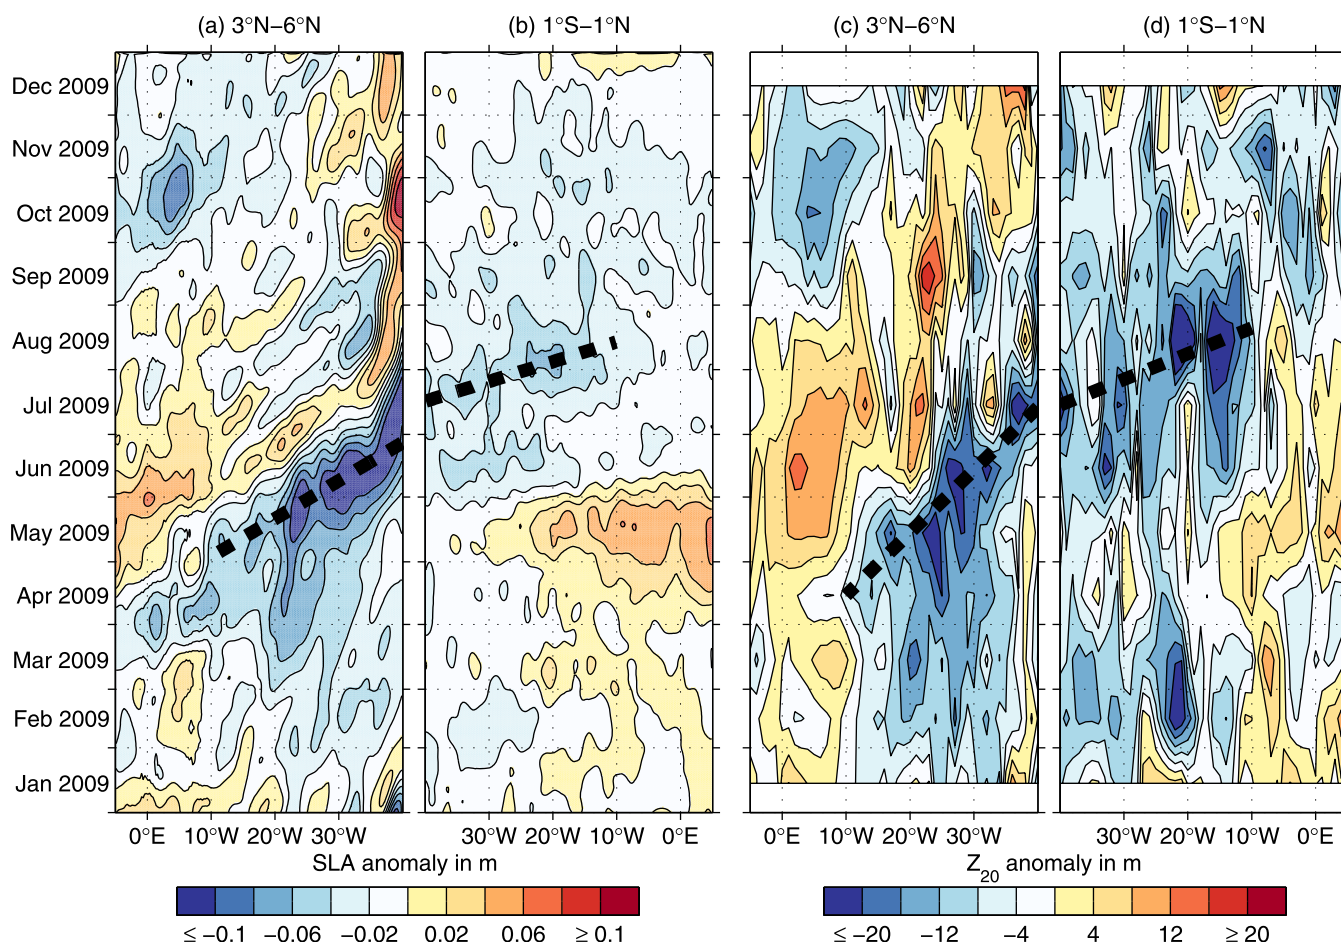 (a) 3°N−6°N (b) 1°S−1°N (c) 3°N−6°N (d) 1°S−1°N
Dec 2009
Nov 2009
Oct 2009
Sep 2009
Aug 2009
Jul 2009
Jun 2009
May 2009
Apr 2009
Mar 2009
Feb 2009
Jan 2009
0°E 10°W 20°W 30°W 30°W 20°W 10°W 0°E 0°E 10°W 20°W 30°W 30°W 20°W 10°W 0°E
SLA anomaly in m Z20 anomaly in m
≤ −0.1 −0.06 −0.02 0.02 0.06 ≥ 0.1 ≤ −20 −12 −4 4 12 ≥ 20